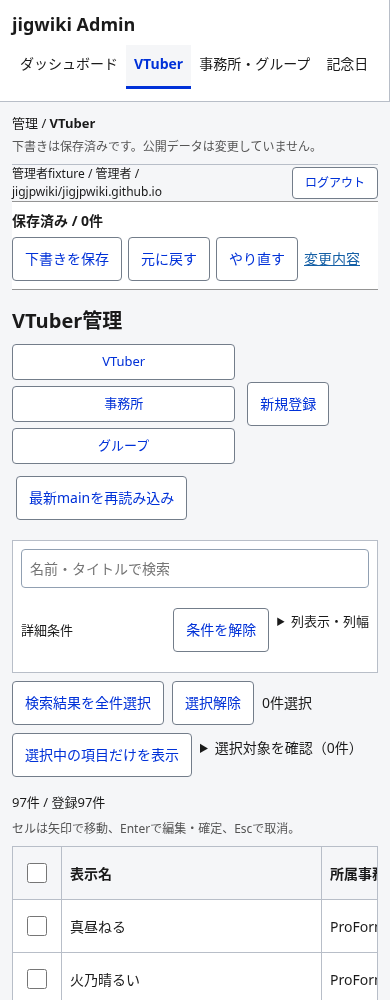 jigwiki Admin
ダッシュボード VTuber 事務所・グループ 記念日
管理 / VTuber
下書きは保存済みです。公開データは変更していません。
管理者fixture / 管理者 /
jigjpwiki/jigjpwiki.github.io
ログアウト
保存済み / 0件
下書きを保存 元に戻す やり直す 変更内容
VTuber管理
VTuber
事務所
グループ
新規登録
最新mainを再読み込み
名前・タイトルで検索
詳細条件 条件を解除 ▶ 列表示・列幅
検索結果を全件選択 選択解除 0件選択
選択中の項目だけを表示 ▶ 選択対象を確認（0件）
97件 / 登録97件
セルは矢印で移動、Enterで編集・確定、Escで取消。
表示名 所属事務
真昼ねる ProForm
火乃晴るい ProForm